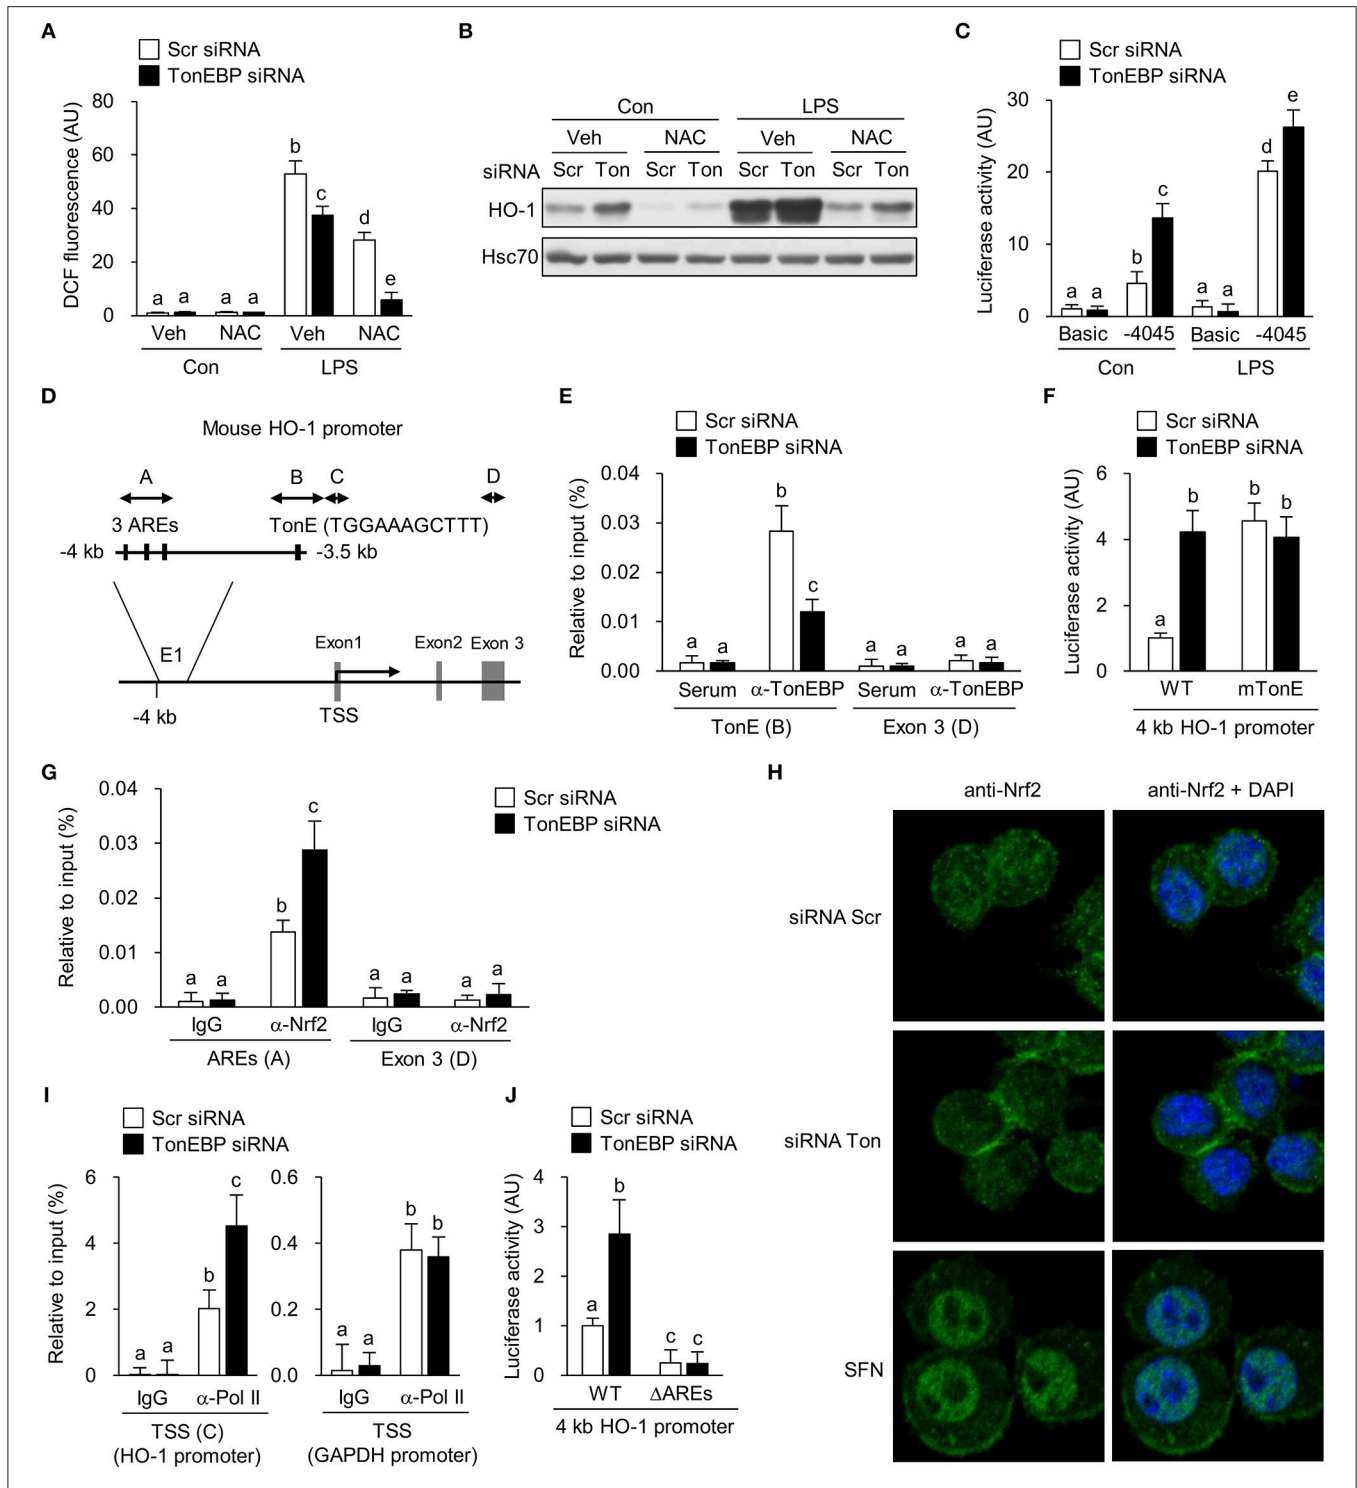 A
Scr siRNA
TonEBP siRNA
DCF fluorescence (AU)
80
60
40
20
0
a a a a b c d e
Veh NAC Veh NAC
Con LPS
B
Con LPS
Veh NAC Veh NAC
siRNA Scr Ton Scr Ton Scr Ton Scr Ton
HO-1
Hsc70
C
Scr siRNA
TonEBP siRNA
Luciferase activity (AU)
30
20
10
0
a a b c a a d e
Basic -4045 Basic -4045
Con LPS
D
Mouse HO-1 promoter
A B C D
3 AREs TonE (TGGAAAGCTTT)
-4 kb -3.5 kb
E1
Exon1 Exon2 Exon 3
-4 kb TSS
E
Scr siRNA
TonEBP siRNA
Relative to input (%)
0.04
0.03
0.02
0.01
0.00
a a b c a a a a
Serum α-TonEBP Serum α-TonEBP
TonE (B) Exon 3 (D)
F
Scr siRNA
TonEBP siRNA
Luciferase activity (AU)
6
4
2
0
a b b b
WT mTonE
4 kb HO-1 promoter
G
Scr siRNA
TonEBP siRNA
Relative to input (%)
0.04
0.03
0.02
0.01
0.00
a a b c a a a a
IgG α-Nrf2 IgG α-Nrf2
AREs (A) Exon 3 (D)
H
anti-Nrf2 anti-Nrf2 + DAPI
siRNA Scr
siRNA Ton
SFN
I
Scr siRNA
TonEBP siRNA
Relative to input (%)
6
4
2
0
a a b c
IgG α-Pol II
TSS (C)
(HO-1 promoter)
0.6
0.4
0.2
0.0
a a b b
IgG α-Pol II
TSS
(GAPDH promoter)
J
Scr siRNA
TonEBP siRNA
Luciferase activity (AU)
4
3
2
1
0
a b c c
WT ΔAREs
4 kb HO-1 promoter